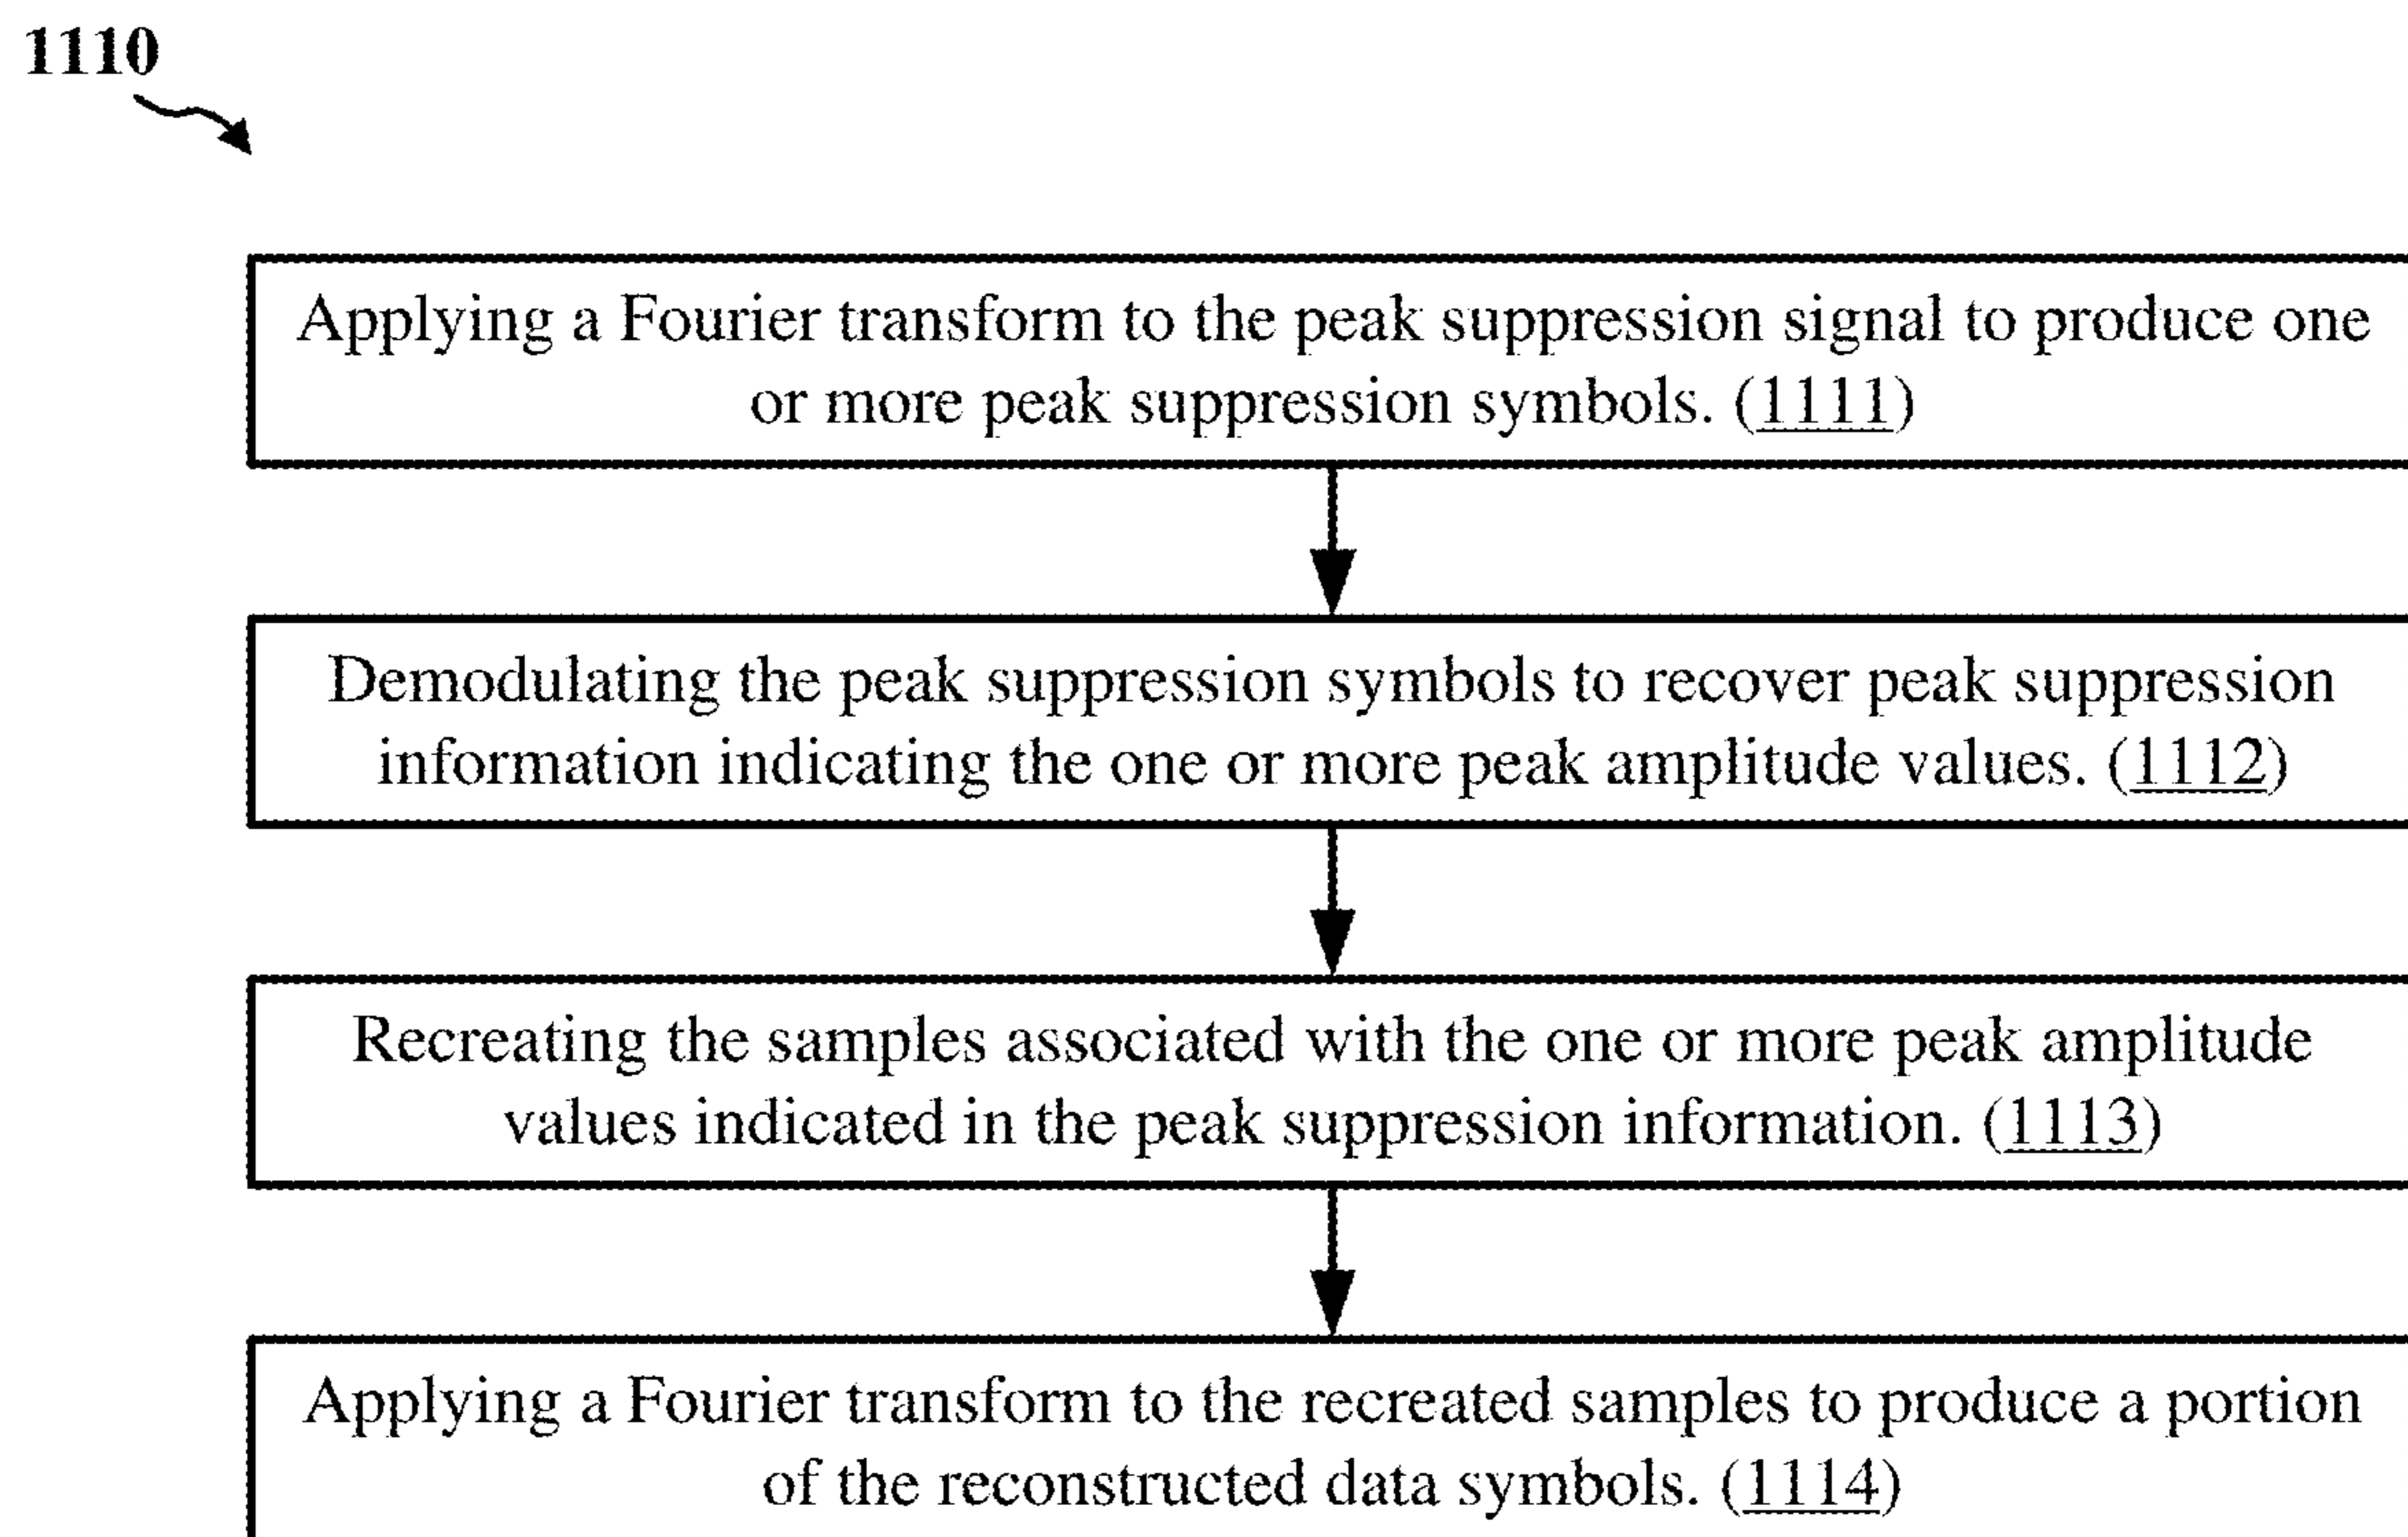 1110
Applying a Fourier transform to the peak suppression signal to produce one
or more peak suppression symbols. (1111)
Demodulating the peak suppression symbols to recover peak suppression
information indicating the one or more peak amplitude values. (1112)
Recreating the samples associated with the one or more peak amplitude
values indicated in the peak suppression information. (1113)
Applying a Fourier transform to the recreated samples to produce a portion
of the reconstructed data symbols. (1114)